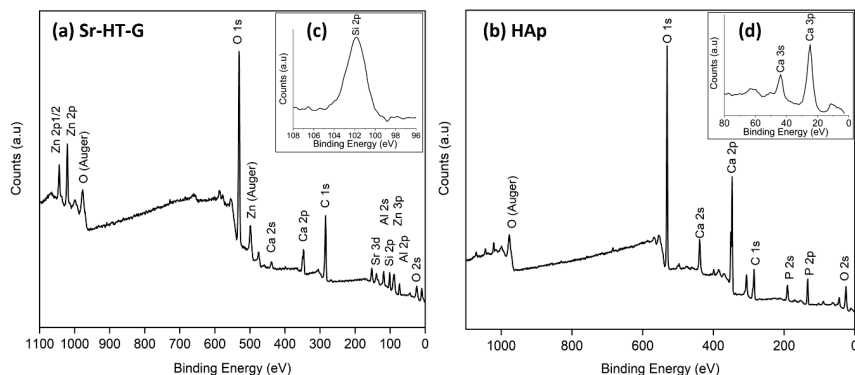 (a) Sr-HT-G
Counts (a.u)
Zn 2p1/2
Zn 2p
O (Auger)
O 1s
Zn (Auger)
Ca 2s
Ca 2p
C 1s
Sr 3d
Al 2s
Si 2p
Zn 3p
Al 2p
O 2s
1100 1000 900 800 700 600 500 400 300 200 100 0
Binding Energy (eV)
(c)
Counts (a.u)
Si 2p
108 106 104 102 100 98 96
Binding Energy (eV)
(b) HAp
Counts (a.u)
O (Auger)
O 1s
Ca 2s
Ca 2p
C 1s
P 2s
P 2p
O 2s
1000 800 600 400 200 0
Binding Energy (eV)
(d)
Counts (a.u)
Ca 3s
Ca 3p
80 60 40 20 0
Binding Energy (eV)